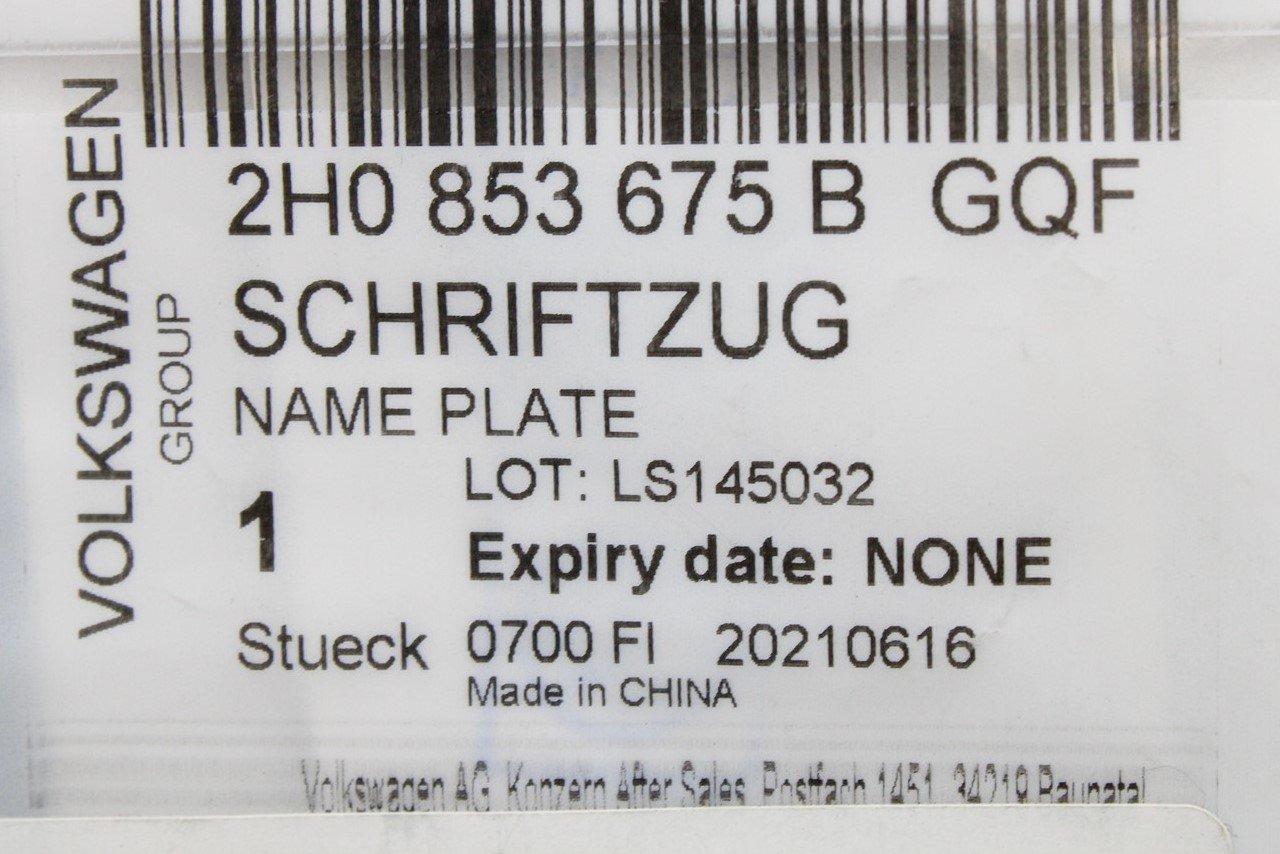 VOLKSWAGEN
GROUP
2H0 853 675 B GQF
SCHRIFTZUG
NAME PLATE
LOT: LS145032
1
Expiry date: NONE
Stueck 0700 FI 20210616
Made in CHINA
Volkswagen AG Konzern After Sales Postfach 1451 34219 Baunatal